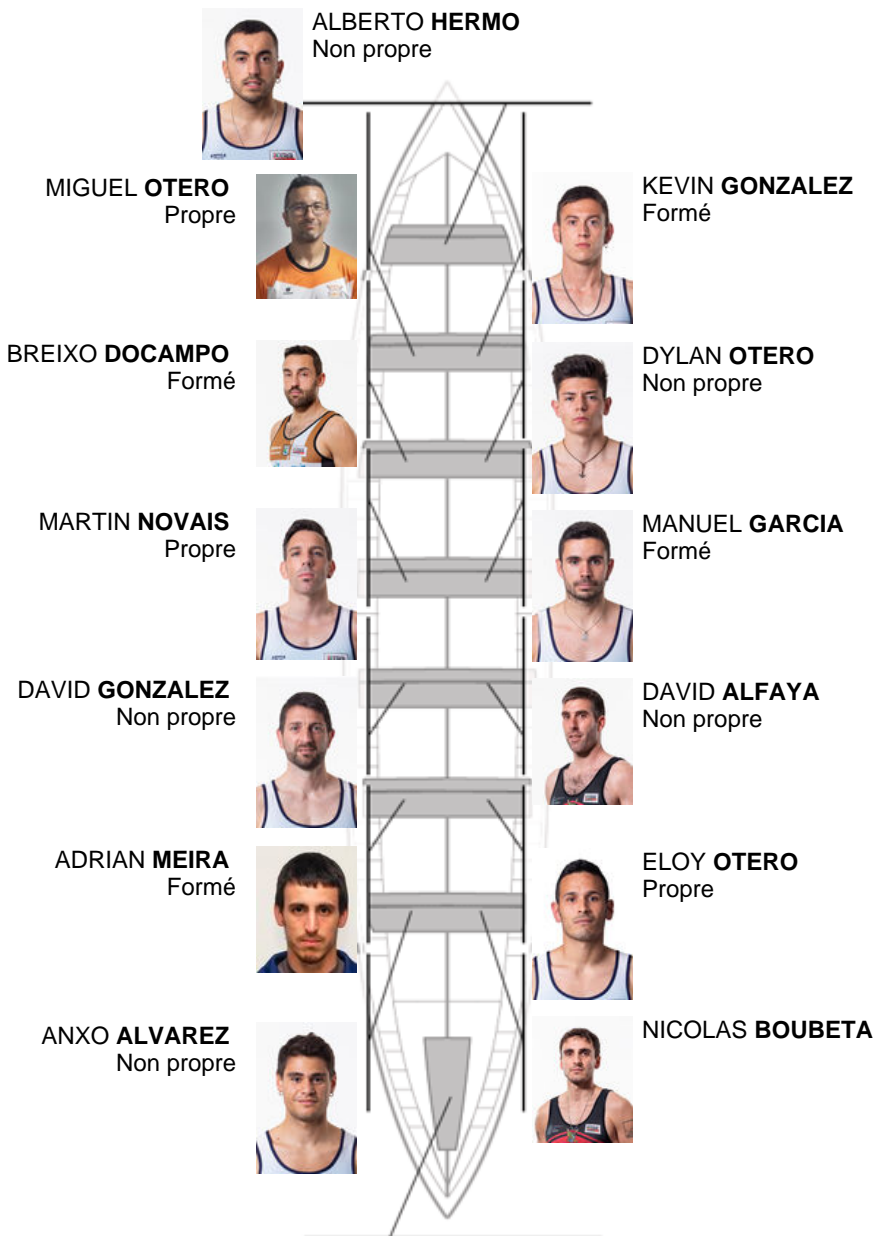 ALBERTO HERMO
Non propre
MIGUEL OTERO
Propre
KEVIN GONZALEZ
Formé
BREIXO DOCAMPO
Formé
DYLAN OTERO
Non propre
MARTIN NOVAIS
Propre
MANUEL GARCIA
Formé
DAVID GONZALEZ
Non propre
DAVID ALFAYA
Non propre
ADRIAN MEIRA
Formé
ELOY OTERO
Propre
ANXO ALVAREZ
Non propre
NICOLAS BOUBETA